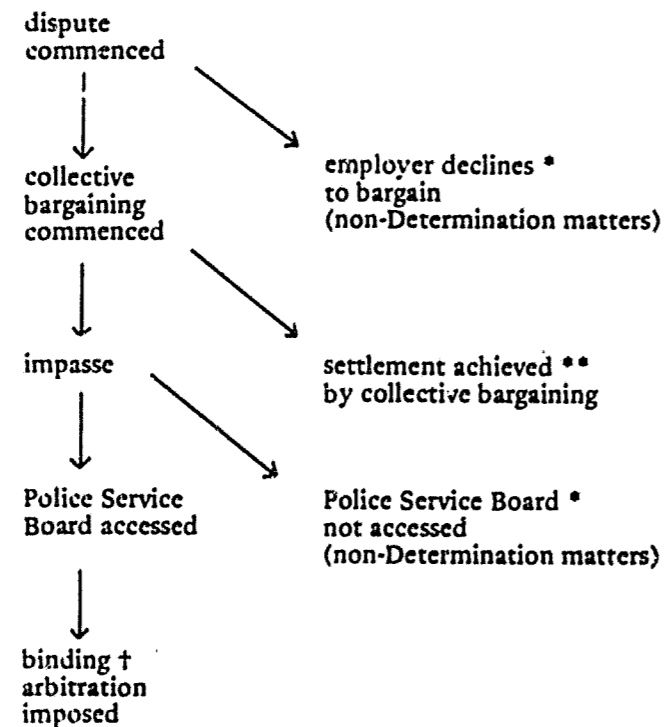 dispute
commenced
employer declines *
to bargain
(non-Determination matters)
collective
bargaining
commenced
impasse
settlement achieved **
by collective bargaining
Police Service
Board accessed
Police Service Board *
not accessed
(non-Determination matters)
binding †
arbitration
imposed